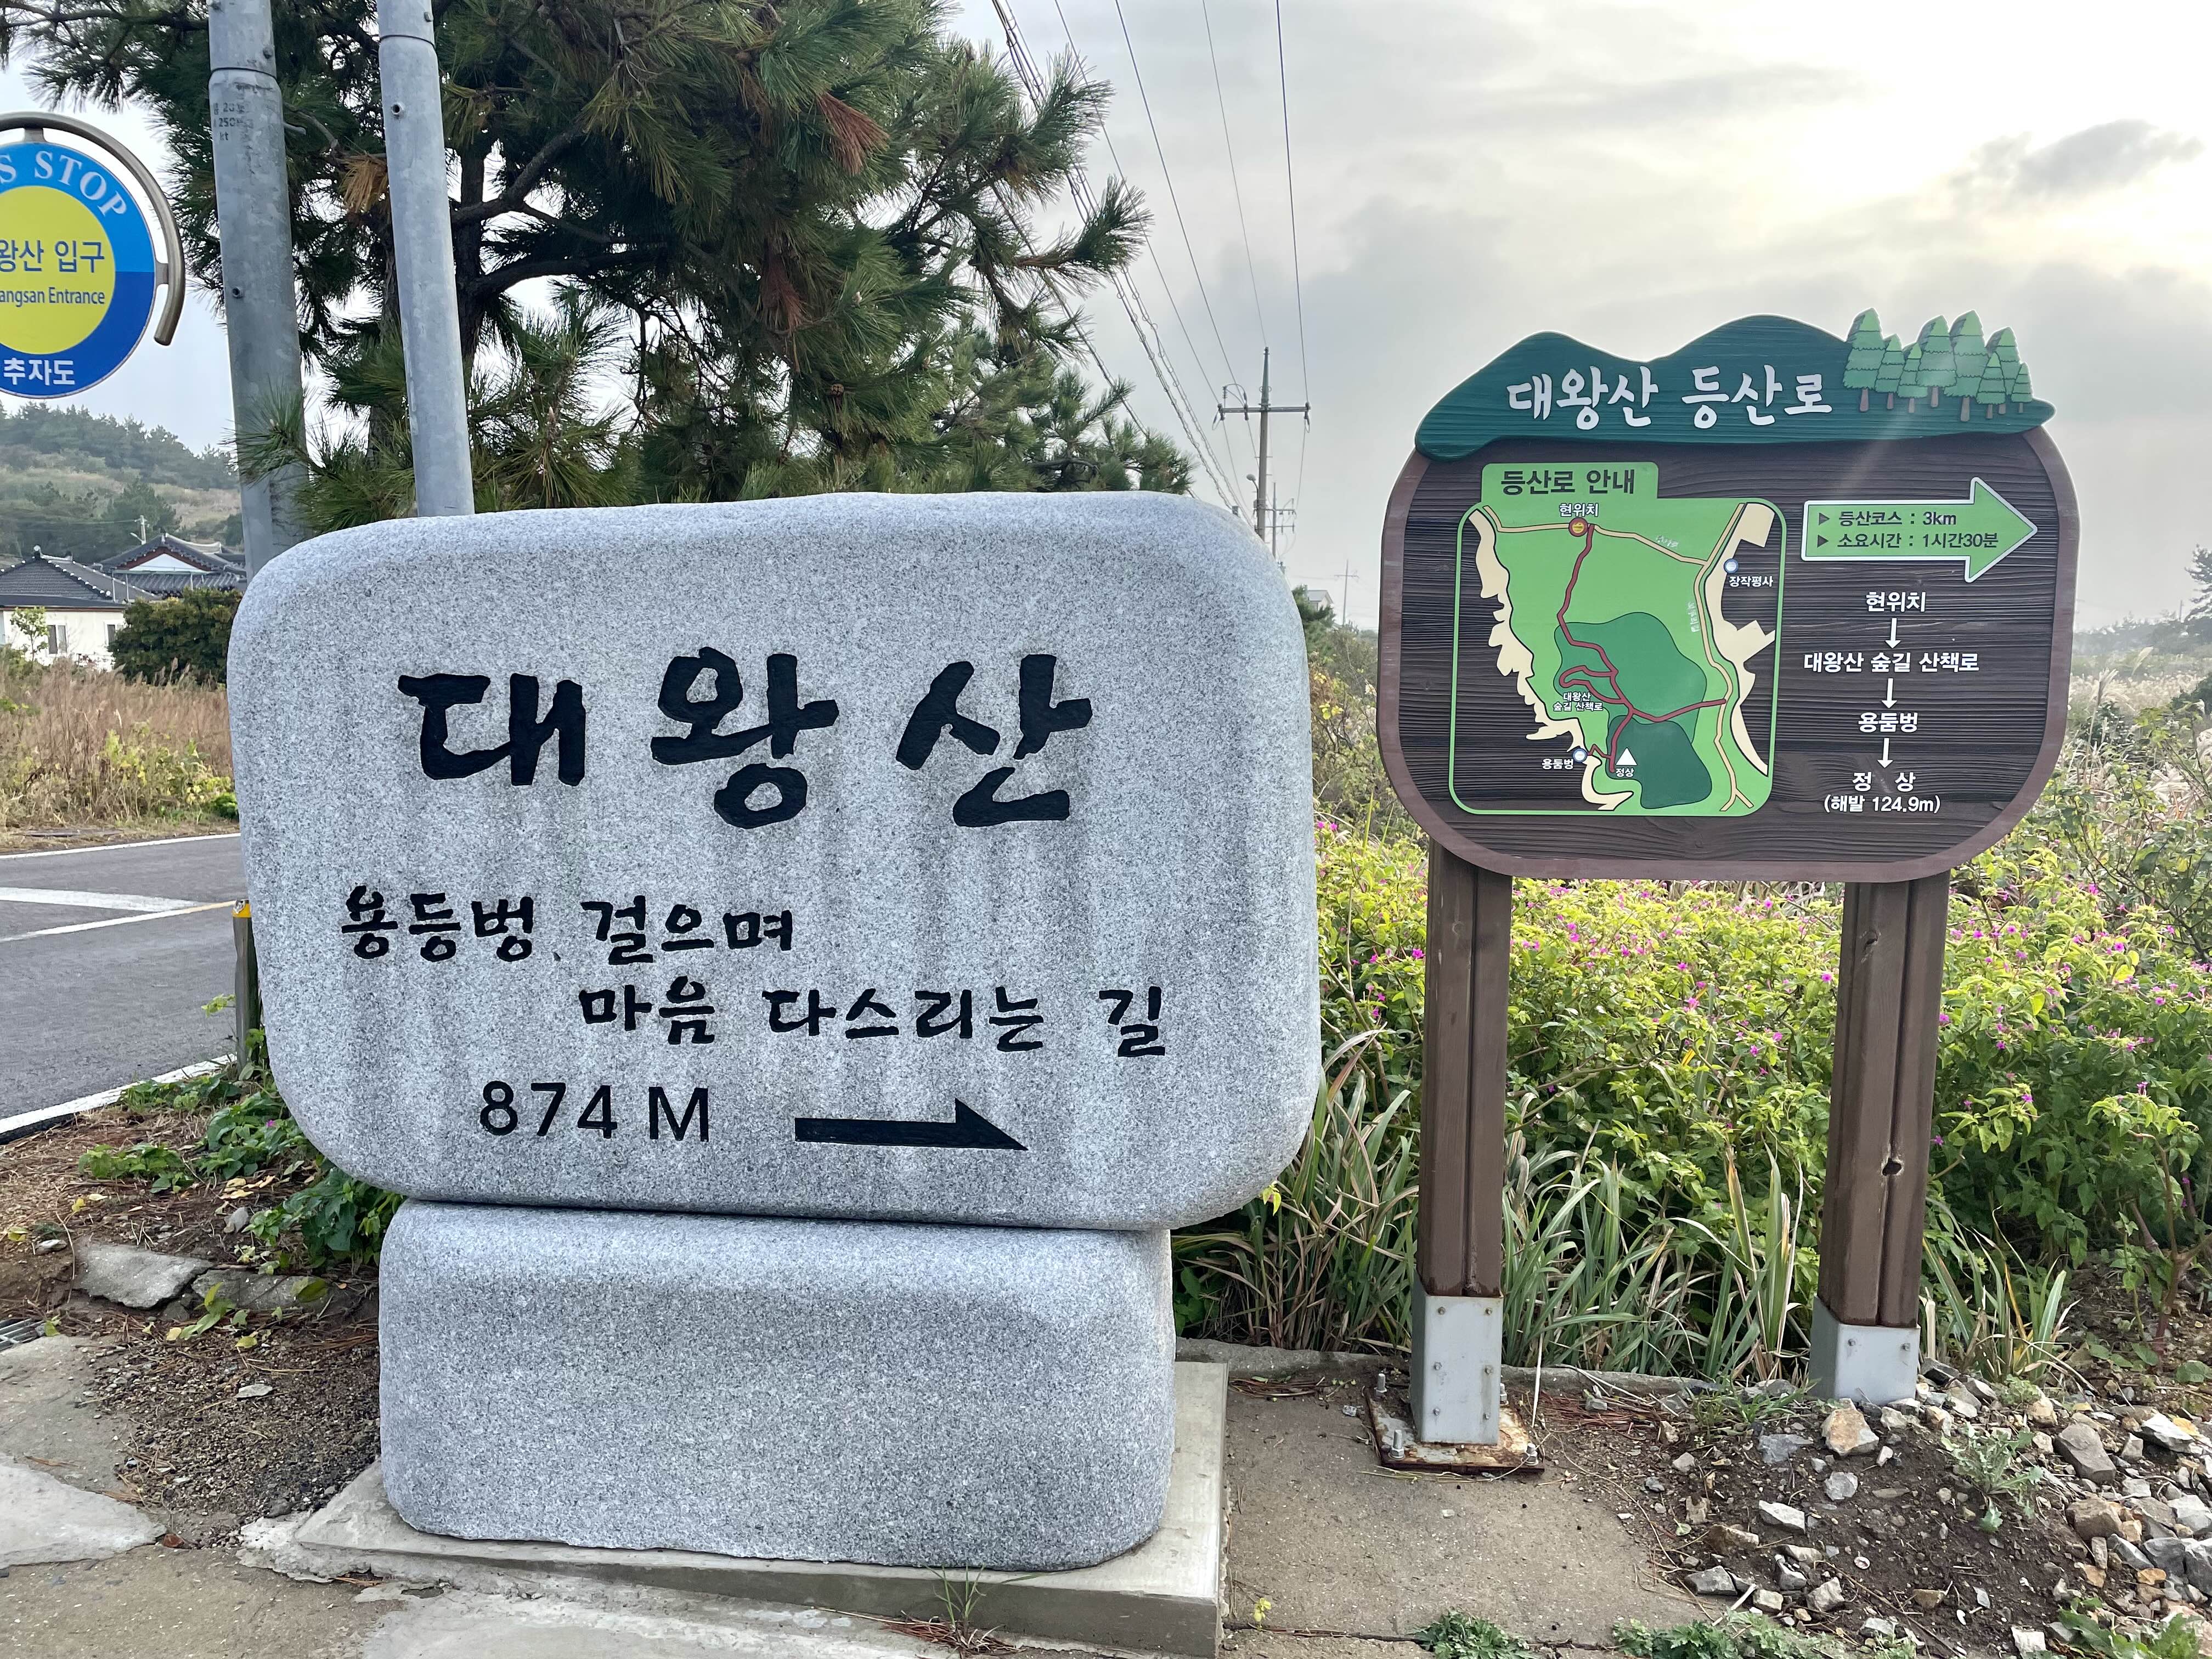 S STOP
왕산 입구
angsan Entrance
추자도
대왕산
용등벙, 걸으며
마음 다스리는 길
874 M
대왕산 등산로
등산로 안내
현위치
장작평사
대왕산
숲길 산책로
용둠벙
정상
등산코스 : 3km
소요시간 : 1시간30분
현위치
대왕산 숲길 산책로
용둠벙
정 상
(해발 124.9m)